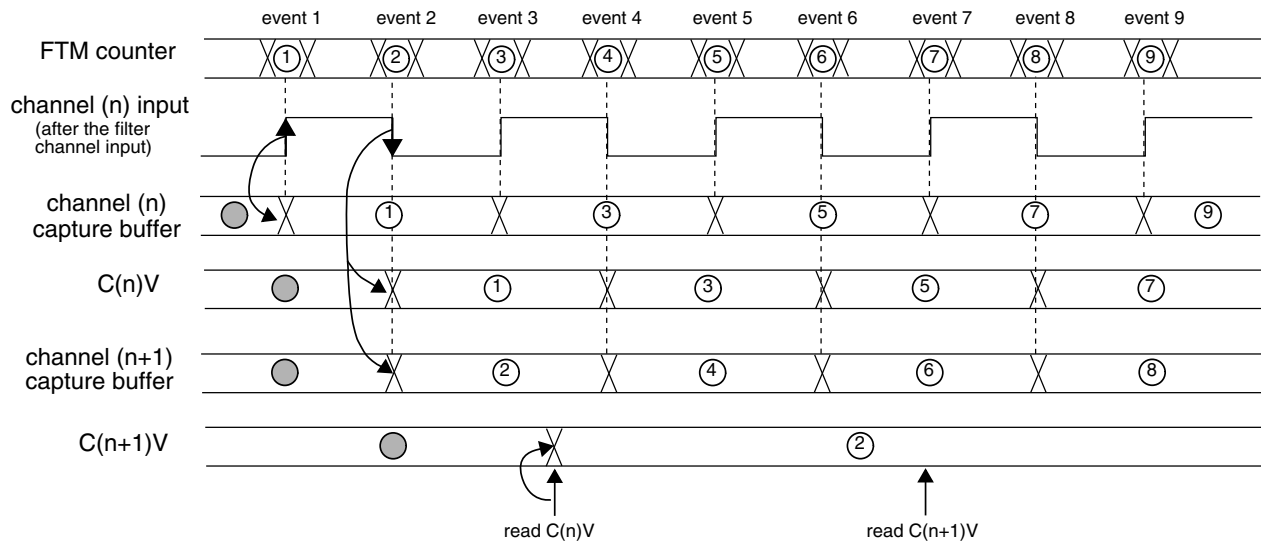 event 1 event 2 event 3 event 4 event 5 event 6 event 7 event 8 event 9
FTM counter 1 2 3 4 5 6 7 8 9
channel (n) input
(after the filter
channel input)
channel (n)
capture buffer
1 3 5 7 9
C(n)V 1 3 5 7
channel (n+1)
capture buffer
2 4 6 8
C(n+1)V 2
read C(n)V read C(n+1)V